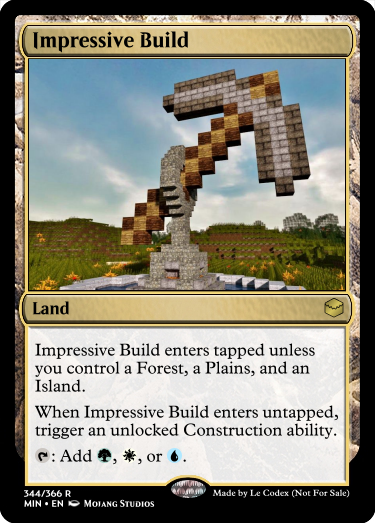 Impressive Build
Land
Impressive Build enters tapped unless
you control a Forest, a Plains, and an
Island.
When Impressive Build enters untapped,
trigger an unlocked Construction ability.
: Add , , or .
344/366 R
MIN • EN Mojang Studios
Made by Le Codex (Not For Sale)